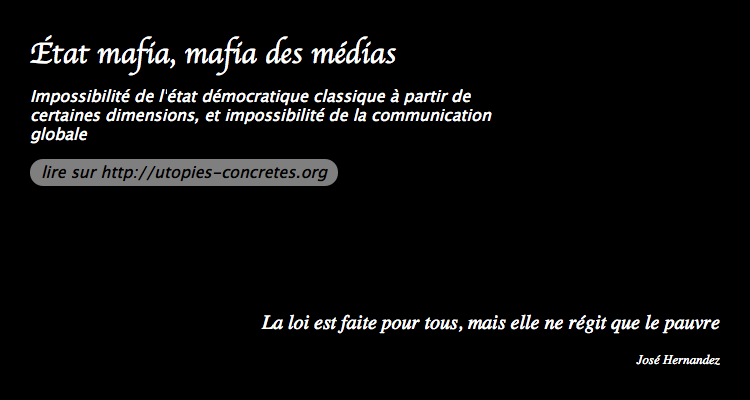 État mafia, mafia des médias
Impossibilité de l'état démocratique classique à partir de
certaines dimensions, et impossibilité de la communication
globale
lire sur http://utopies-concretes.org
La loi est faite pour tous, mais elle ne régit que le pauvre
José Hernandez